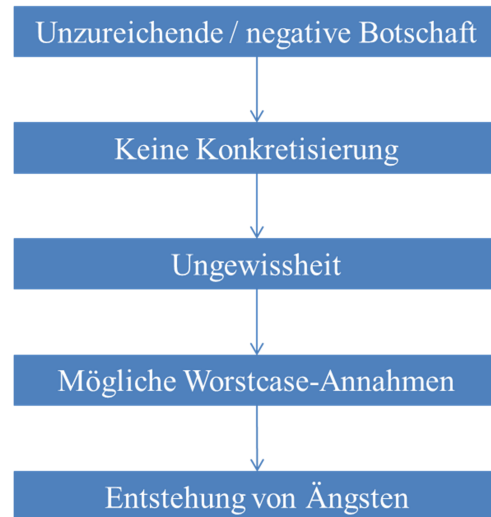 Unzureichende / negative Botschaft
Keine Konkretisierung
Ungewissheit
Mögliche Worstcase-Annahmen
Entstehung von Ängsten